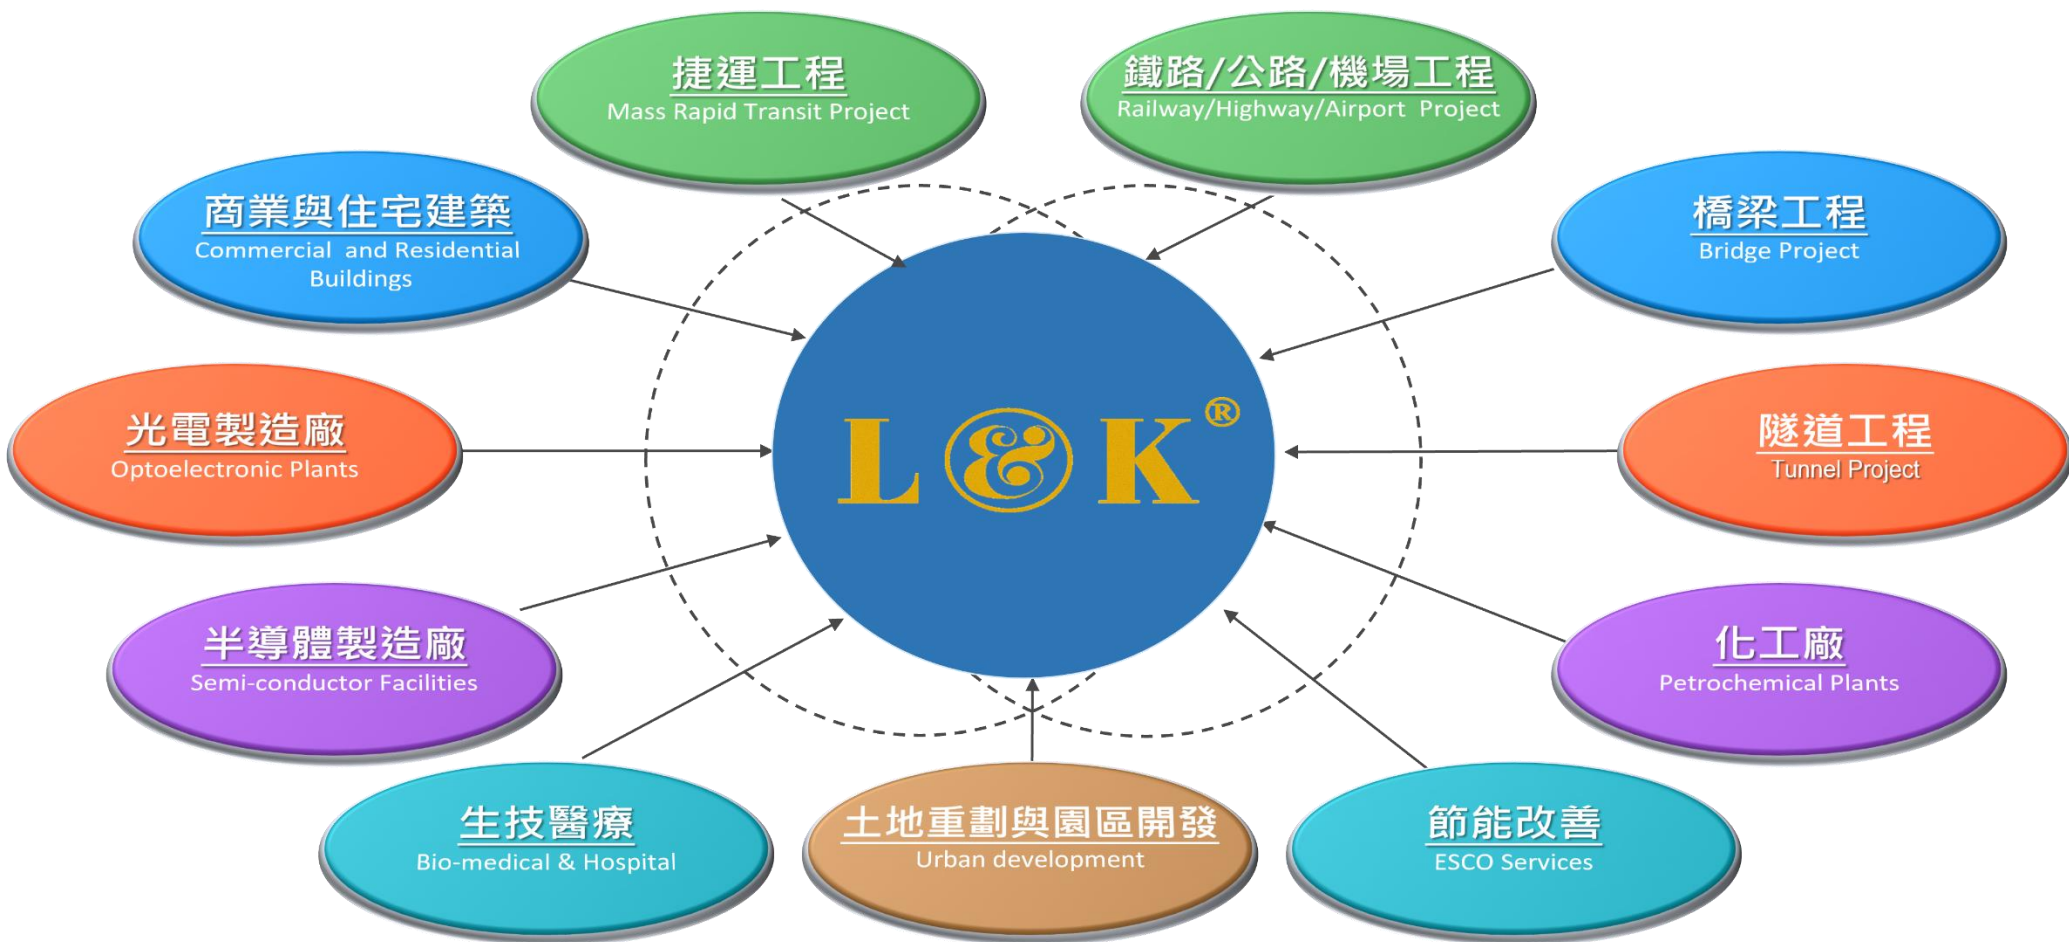 捷運工程
Mass Rapid Transit Project
鐵路/公路/機場工程
Railway/Highway/Airport Project
商業與住宅建築
Commercial and Residential
Buildings
橋梁工程
Bridge Project
光電製造廠
Optoelectronic Plants
L&K®
隧道工程
Tunnel Project
半導體製造廠
Semi-conductor Facilities
化工廠
Petrochemical Plants
生技醫療
Bio-medical & Hospital
土地重劃與園區開發
Urban development
節能改善
ESCO Services